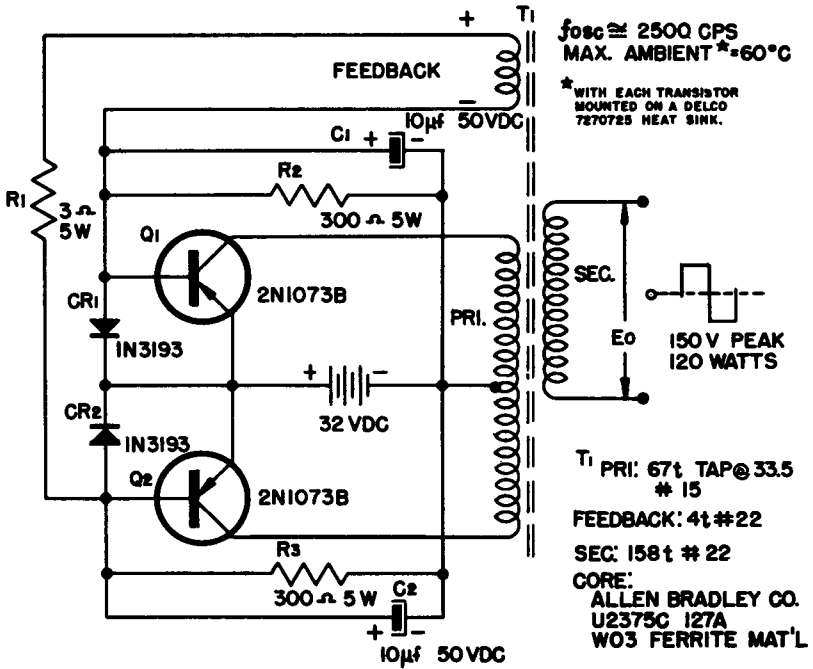 T1
+
fosc ≅ 2500 CPS
MAX. AMBIENT *=60°C
* WITH EACH TRANSISTOR
MOUNTED ON A DELCO
7270725 HEAT SINK.
FEEDBACK
−
10µf 50VDC
C1 + −
R2
300 Ω 5W
R1
3 Ω
5W
Q1
2N1073B
CR1
1N3193
PRI.
SEC.
Eo
150 V PEAK
120 WATTS
+ −
32 VDC
CR2
1N3193
Q2
2N1073B
R3
300 Ω 5W
C2
+ −
10µf 50VDC
T1 PRI: 67t TAP@33.5
# 15
FEEDBACK: 4t #22
SEC: 158t # 22
CORE:
ALLEN BRADLEY CO.
U2375C 127A
W03 FERRITE MAT'L